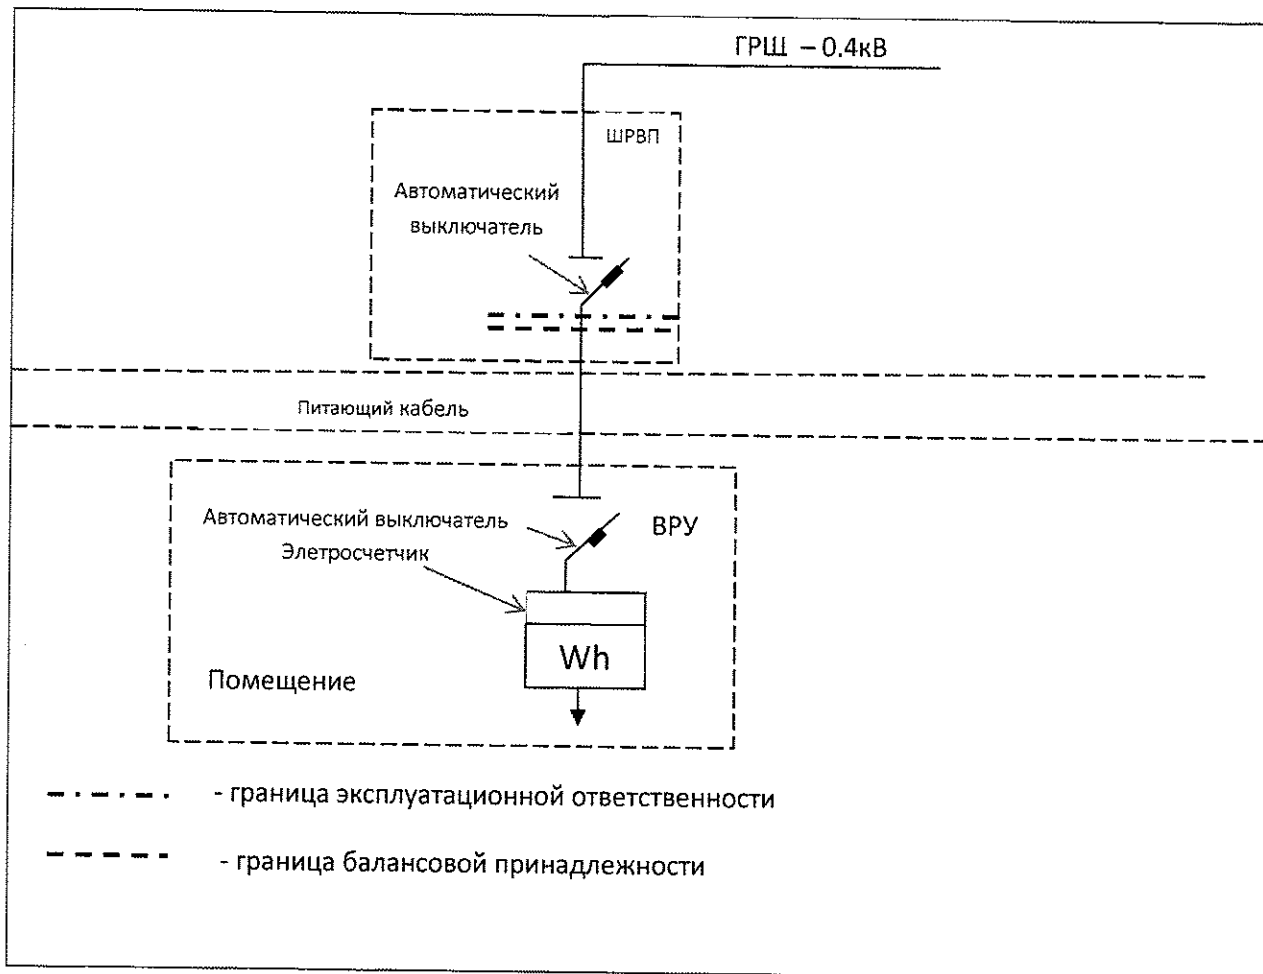 ГРЩ – 0.4кВ
ШРВП
Автоматический
выключатель
Питающий кабель
Автоматический выключатель
ВРУ
Элетросчетчик
Wh
Помещение
- граница эксплуатационной ответственности
- граница балансовой принадлежности